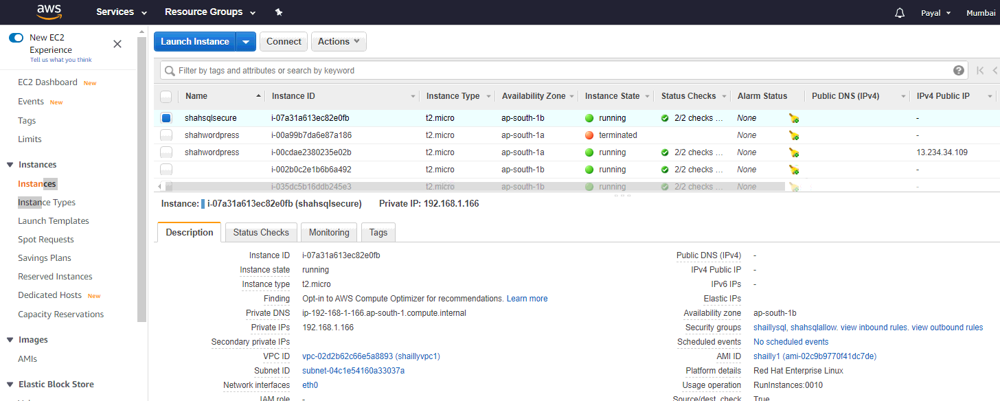 aws Services Resource Groups Payal Mumbai
New EC2
Experience
Tell us what you think
EC2 Dashboard New
Events New
Tags
Limits
Instances
Instances
Instance Types
Launch Templates
Spot Requests
Savings Plans
Reserved Instances
Dedicated Hosts New
Capacity Reservations
Images
AMIs
Elastic Block Store
Launch Instance Connect Actions
Filter by tags and attributes or search by keyword
Name Instance ID Instance Type Availability Zone Instance State Status Checks Alarm Status Public DNS (IPv4) IPv4 Public IP
shahsqlsecure i-07a31a613ec82e0fb t2.micro ap-south-1b running 2/2 checks ... None -
shahwordpress i-00a99b7da6e87a186 t2.micro ap-south-1a terminated None -
shahwordpress i-00cdae2380235e02b t2.micro ap-south-1a running 2/2 checks ... None 13.234.34.109
i-002b0c2e1b6b6a492 t2.micro ap-south-1b running 2/2 checks ... None -
i-035dc5b16ddb245e3 t2.micro ap-south-1b running 2/2 checks ... None -
Instance: i-07a31a613ec82e0fb (shahsqlsecure) Private IP: 192.168.1.166
Description Status Checks Monitoring Tags
Instance ID i-07a31a613ec82e0fb
Instance state running
Instance type t2.micro
Finding Opt-in to AWS Compute Optimizer for recommendations. Learn more
Private DNS ip-192-168-1-166.ap-south-1.compute.internal
Private IPs 192.168.1.166
Secondary private IPs
VPC ID vpc-02d2b62c66e5a8893 (shaillyvpc1)
Subnet ID subnet-04c1e54160a33037a
Network interfaces eth0
IAM role -
Public DNS (IPv4) -
IPv4 Public IP -
IPv6 IPs -
Elastic IPs
Availability zone ap-south-1b
Security groups shaillysql, shahsqlallow. view inbound rules. view outbound rules
Scheduled events No scheduled events
AMI ID shailly1 (ami-02c9b9770f41dc7de)
Platform details Red Hat Enterprise Linux
Usage operation RunInstances:0010
Source/dest. check True